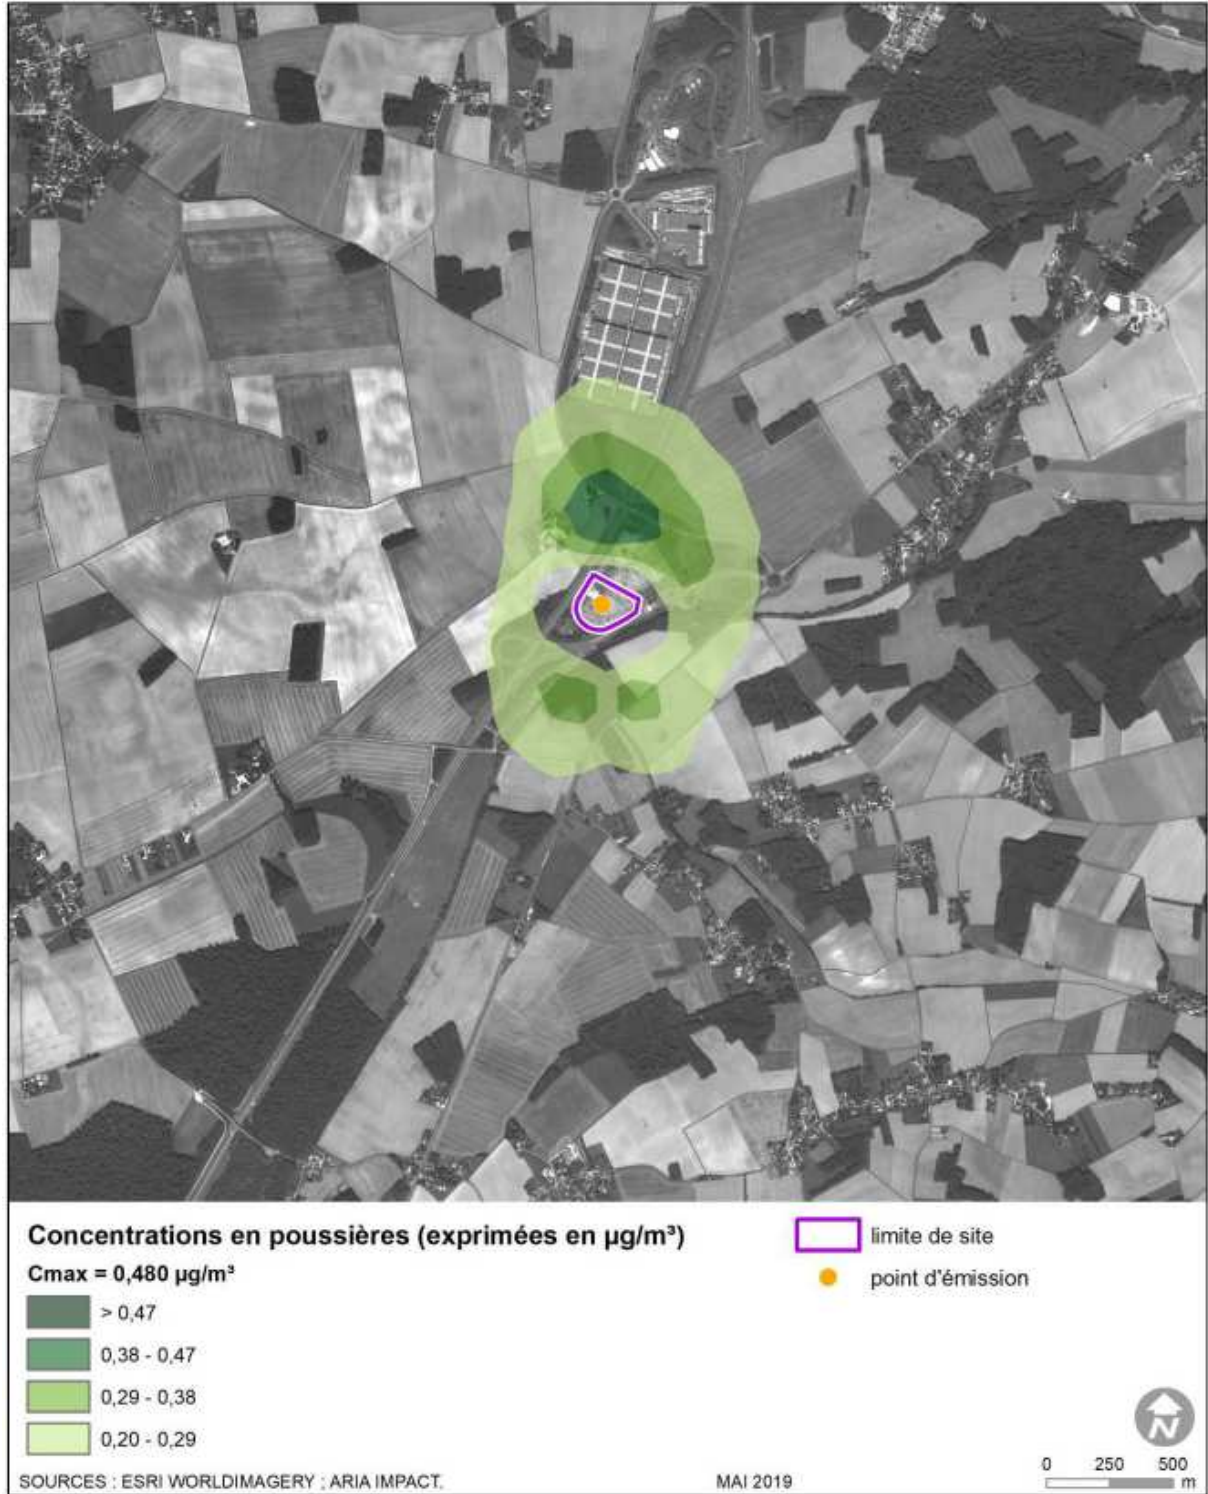 Concentrations en poussières (exprimées en µg/m³)
Cmax = 0,480 µg/m³
> 0,47
0,38 - 0,47
0,29 - 0,38
0,20 - 0,29
limite de site
point d'émission
N
0 250 500
m
SOURCES : ESRI WORLDIMAGERY ; ARIA IMPACT.
MAI 2019